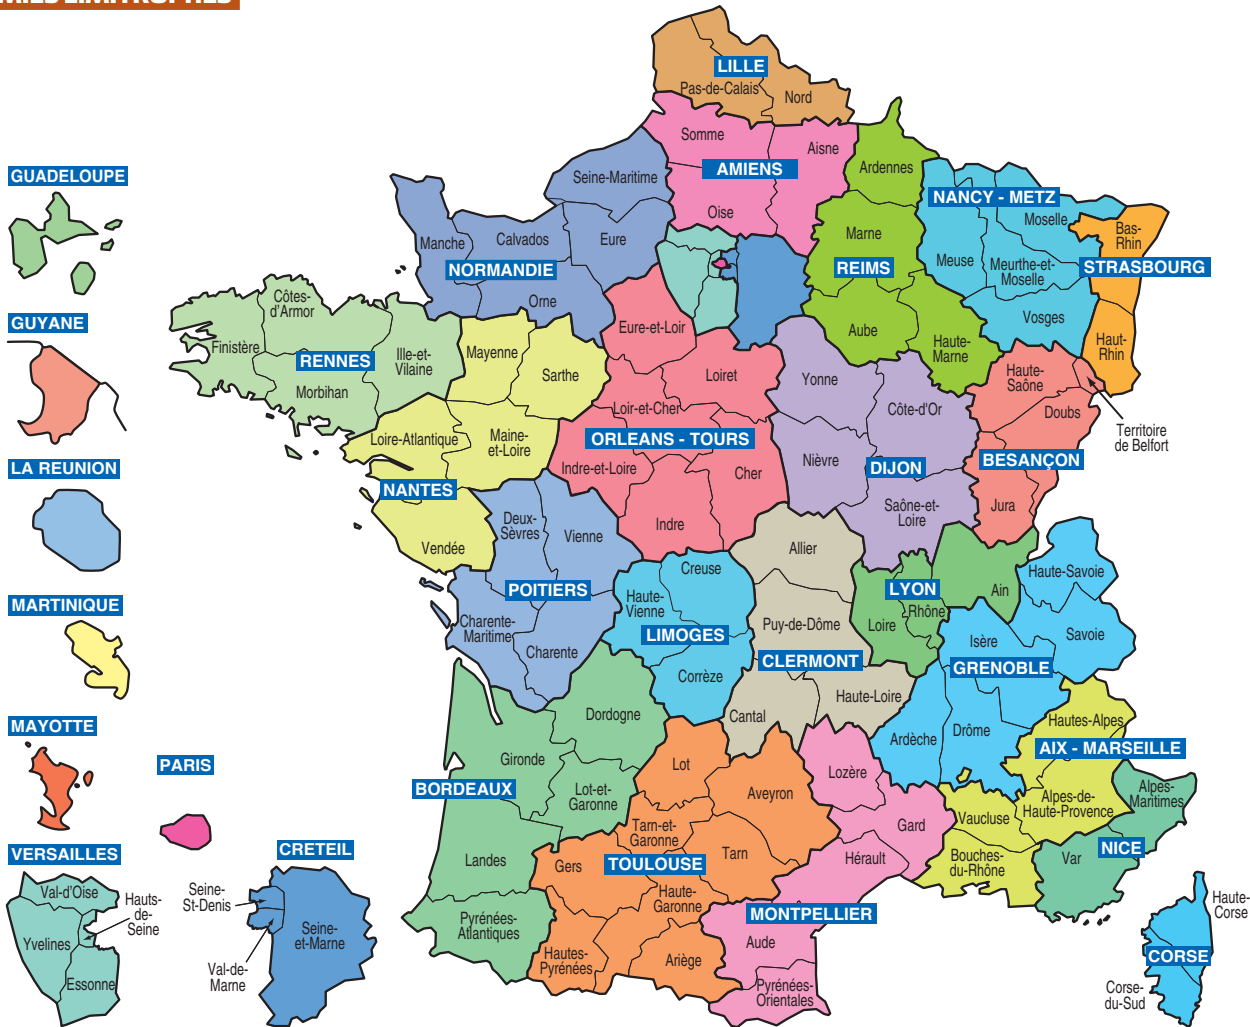 LILLE
Pas-de-Calais
Nord
Somme
Aisne
AMIENS
Oise
Ardennes
Seine-Maritime
GUADELOUPE
NANCY - METZ
Moselle
Bas-
Rhin
Manche
Calvados
Eure
Marne
REIMS
Meuse
Meurthe-et-
Moselle
STRASBOURG
NORMANDIE
Orne
Vosges
Côtes-
d'Armor
GUYANE
Finistère
RENNES
Ille-et-
Vilaine
Morbihan
Mayenne
Sarthe
Eure-et-Loir
Loiret
Aube
Haute-
Marne
Haut-
Rhin
Haute-
Saône
Doubs
Territoire
de Belfort
Yonne
Côte-d'Or
Loir-et-Cher
ORLEANS - TOURS
Loire-Atlantique
Maine-
et-Loire
Indre-et-Loire
Cher
Nièvre
DIJON
BESANÇON
LA REUNION
NANTES
Vendée
Deux-
Sèvres
Vienne
Indre
Saône-et-
Loire
Jura
Allier
Creuse
Haute-Savoie
MARTINIQUE
POITIERS
Haute-
Vienne
LIMOGES
Charente-
Maritime
Charente
Corrèze
Puy-de-Dôme
CLERMONT
LYON
Loire
Rhône
Ain
Isère
Savoie
GRENOBLE
Cantal
Haute-Loire
Dordogne
Ardèche
Drôme
Hautes-Alpes
AIX - MARSEILLE
MAYOTTE
PARIS
Gironde
BORDEAUX
Lot-et-
Garonne
Lot
Aveyron
Lozère
Gard
Vaucluse
Alpes-de-
Haute-Provence
Alpes-
Maritimes
Landes
Gers
Tarn-et-
Garonne
TOULOUSE
Tarn
Hérault
Bouches-
du-Rhône
Var
NICE
VERSAILLES
CRETEIL
Val-d'Oise
Hauts-
de-
Seine
Yvelines
Essonne
Seine-
St-Denis
Seine-
et-Marne
Val-de-
Marne
Pyrénées-
Atlantiques
Hautes-
Pyrénées
Haute-
Garonne
Ariège
MONTPELLIER
Aude
Pyrénées-
Orientales
Haute-
Corse
CORSE
Corse-
du-Sud